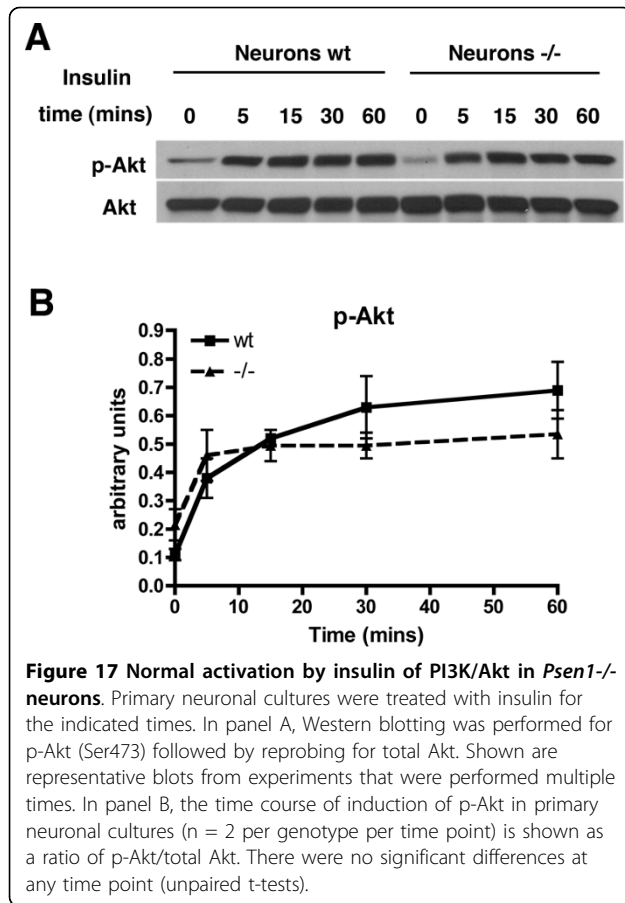 A
Neurons wt Neurons -/-
Insulin
time (mins) 0 5 15 30 60 0 5 15 30 60
p-Akt
Akt
B
p-Akt
wt
-/-
arbitrary units
0.9
0.8
0.7
0.6
0.5
0.4
0.3
0.2
0.1
0.0
0 10 20 30 40 50 60
Time (mins)
Figure 17 Normal activation by insulin of PI3K/Akt in Psen1-/-
neurons. Primary neuronal cultures were treated with insulin for
the indicated times. In panel A, Western blotting was performed for
p-Akt (Ser473) followed by reprobing for total Akt. Shown are
representative blots from experiments that were performed multiple
times. In panel B, the time course of induction of p-Akt in primary
neuronal cultures (n = 2 per genotype per time point) is shown as
a ratio of p-Akt/total Akt. There were no significant differences at
any time point (unpaired t-tests).